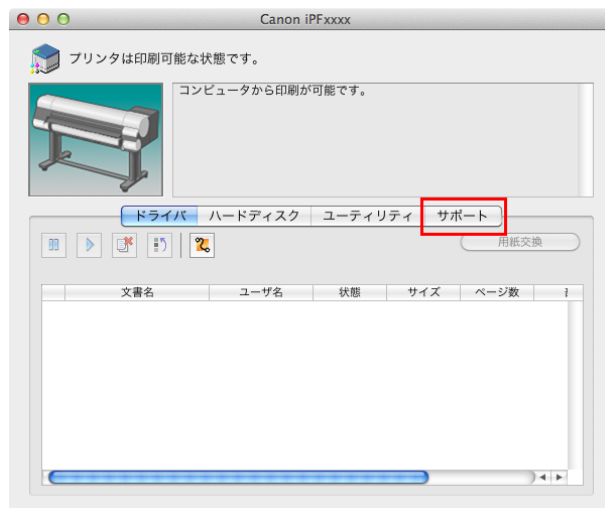 Canon iPFxxxx
プリンタは印刷可能な状態です。
コンピュータから印刷が可能です。
ドライバ ハードディスク ユーティリティ サポート
用紙交換
文書名 ユーザ名 状態 サイズ ページ数